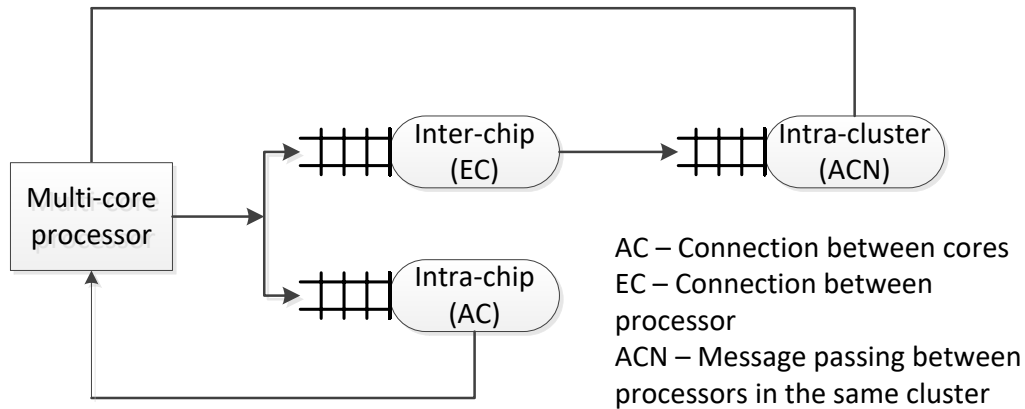 Inter-chip
(EC)
Intra-cluster
(ACN)
Multi-core
processor
Intra-chip
(AC)
AC – Connection between cores
EC – Connection between
processor
ACN – Message passing between
processors in the same cluster